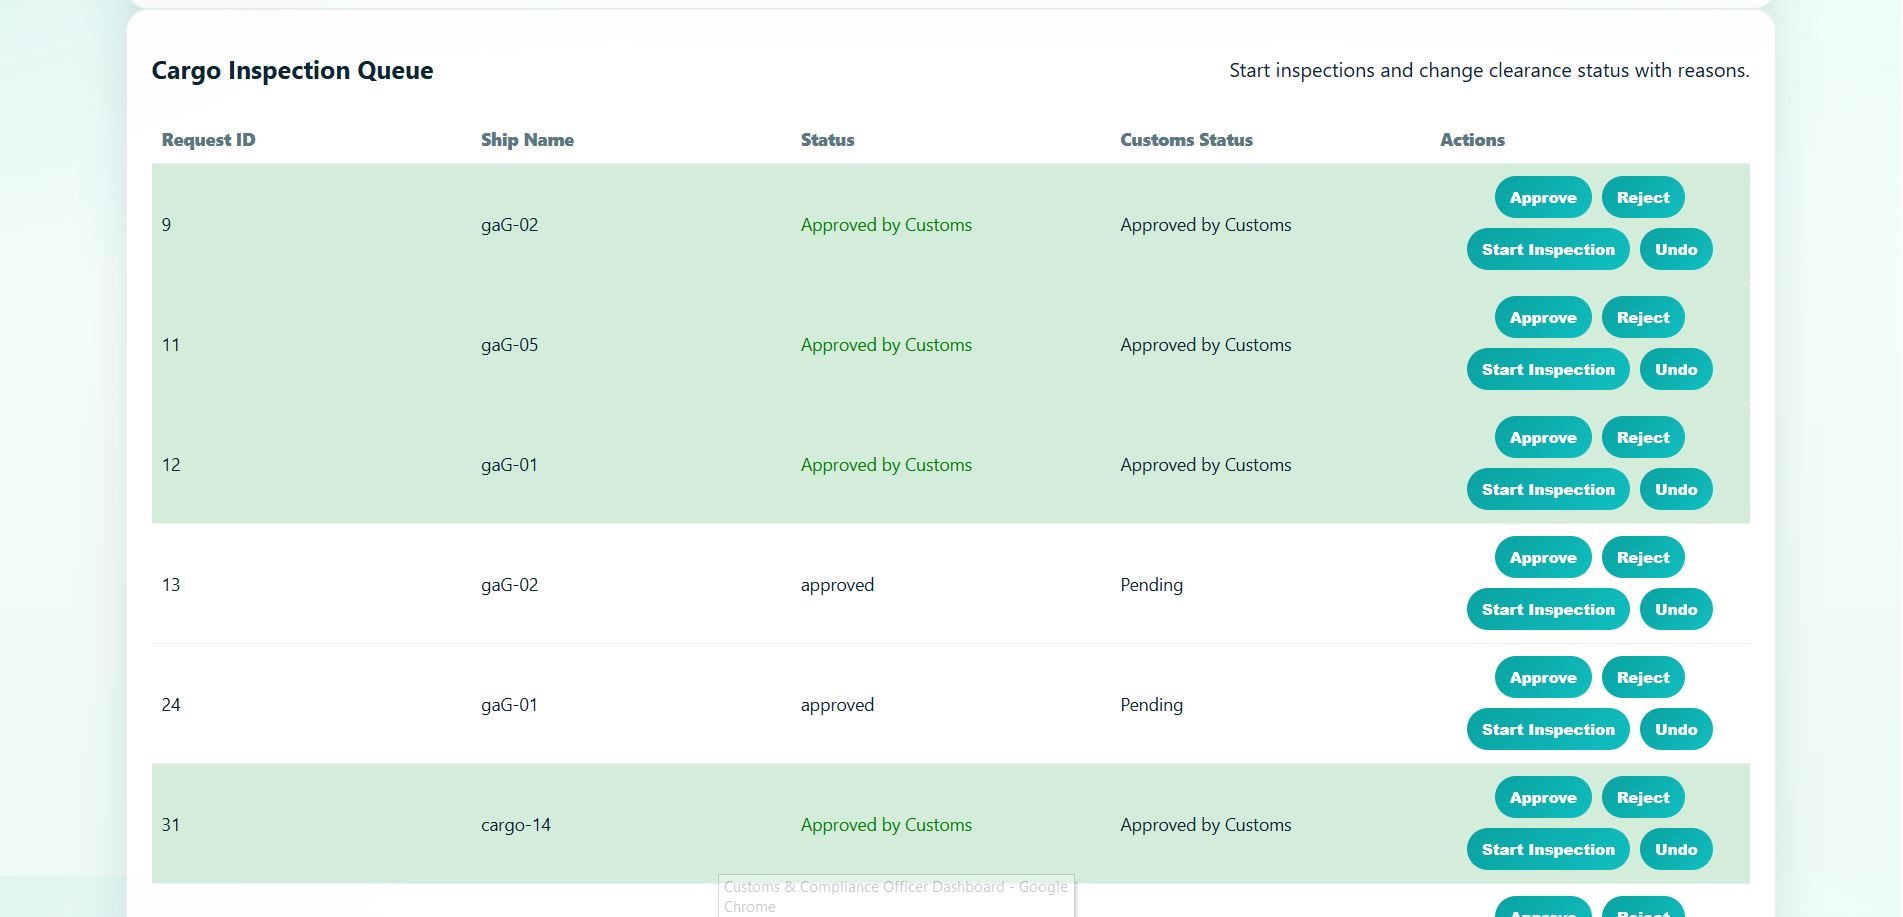 Cargo Inspection Queue
Start inspections and change clearance status with reasons.
Request ID Ship Name Status Customs Status Actions
9 gaG-02 Approved by Customs Approved by Customs
Approve Reject
Start Inspection Undo
11 gaG-05 Approved by Customs Approved by Customs
Approve Reject
Start Inspection Undo
12 gaG-01 Approved by Customs Approved by Customs
Approve Reject
Start Inspection Undo
13 gaG-02 approved Pending
Approve Reject
Start Inspection Undo
24 gaG-01 approved Pending
Approve Reject
Start Inspection Undo
31 cargo-14 Approved by Customs Approved by Customs
Approve Reject
Start Inspection Undo
Customs & Compliance Officer Dashboard - Google
Chrome
Approve Reject